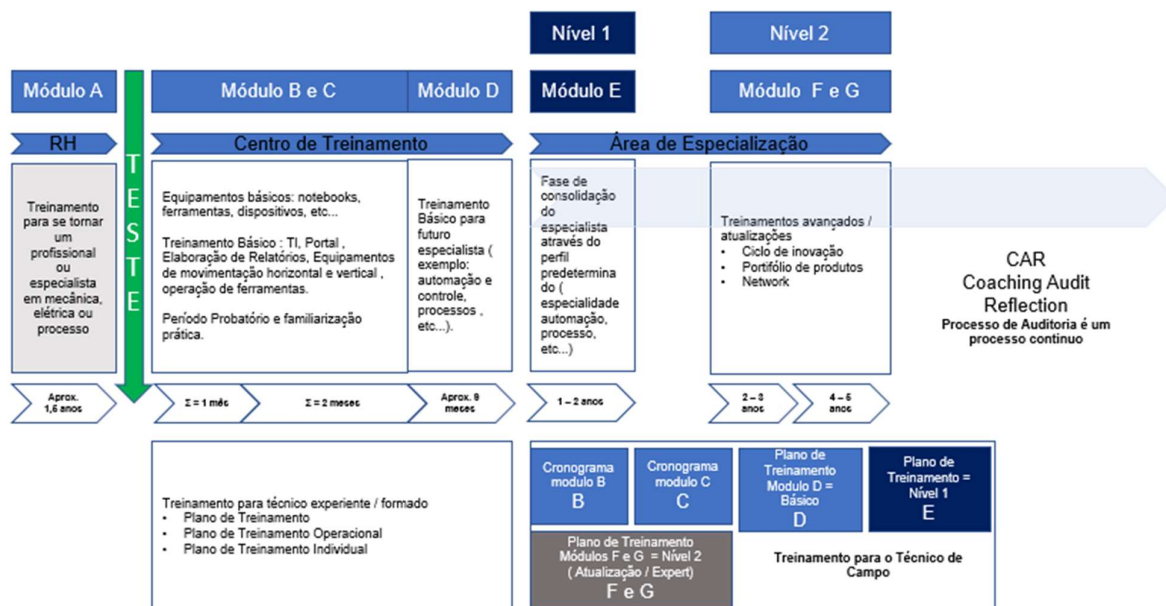 Nível 1
Nível 2
Módulo A
Módulo B e C
Módulo D
Módulo E
Módulo F e G
RH
Centro de Treinamento
Área de Especialização
TESTE
Treinamento
para se tornar
um
profissional
ou
especialista
em mecânica,
elétrica ou
processo
Equipamentos básicos: notebooks,
ferramentas, dispositivos, etc...
Treinamento Básico : TI, Portal ,
Elaboração de Relatórios, Equipamentos
de movimentação horizontal e vertical ,
operação de ferramentas.
Período Probatório e familiarização
prática.
Treinamento
Básico para
futuro
especialista (
exemplo:
automação e
controle,
processos ,
etc...).
Fase de
consolidação
do
especialista
através do
perfil
predetermina
do (
especialidade
automação,
processo,
etc...)
Treinamentos avançados /
atualizações
• Ciclo de inovação
• Portifólio de produtos
• Network
CAR
Coaching Audit
Reflection
Processo de Auditoria é um
processo continuo
Aprox.
1,5 anos
Σ = 1 mês
Σ = 2 meses
Aprox. 9
meses
1 – 2 anos
2 – 3
anos
4 – 5
anos
Treinamento para técnico experiente / formado
• Plano de Treinamento
• Plano de Treinamento Operacional
• Plano de Treinamento Individual
Cronograma
modulo B
B
Cronograma
modulo C
C
Plano de
Treinamento
Modulo D =
Básico
D
Plano de
Treinamento =
Nível 1
E
Plano de Treinamento
Módulos F e G = Nível 2
( Atualização / Expert)
F e G
Treinamento para o Técnico de
Campo